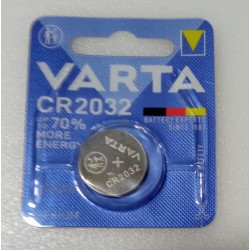 VARTA
CR2032
UP TO 70%
MORE
ENERGY
BATTERY EXPERTS
SINCE 1887
+
VARTA
CR2032